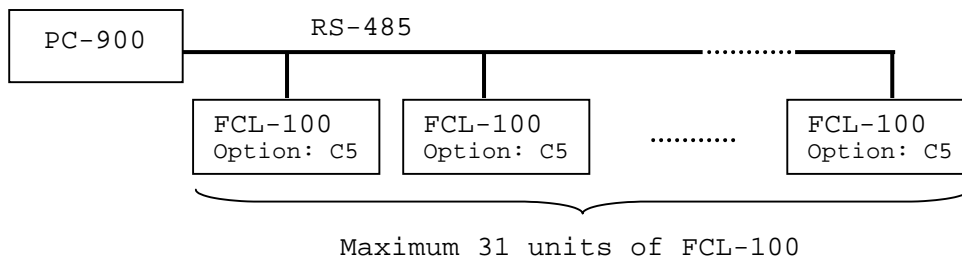 PC-900
RS-485
FCL-100
Option: C5
FCL-100
Option: C5
FCL-100
Option: C5
Maximum 31 units of FCL-100